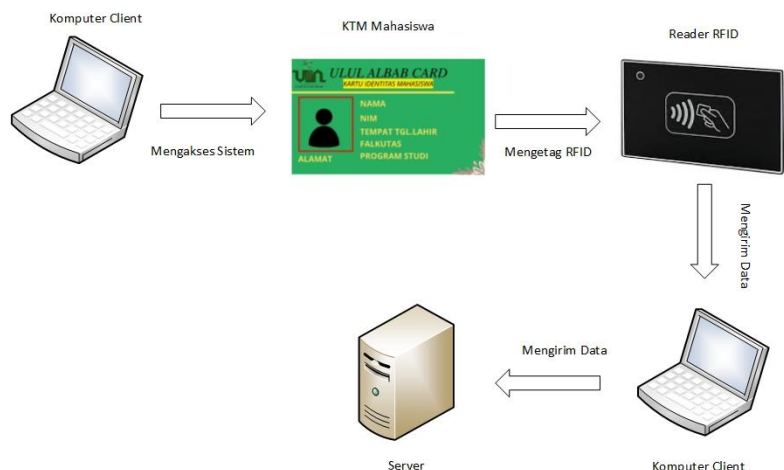 Komputer Client
KTM Mahasiswa
Reader RFID
UIN
ULUL ALBAB CARD
KARTU IDENTITAS MAHASISWA
NAMA
NIM
TEMPAT TGL.LAHIR
FALKUTAS
PROGRAM STUDI
ALAMAT
Mengakses Sistem
Mengetag RFID
Mengirim Data
Mengirim Data
Server
Komputer Client